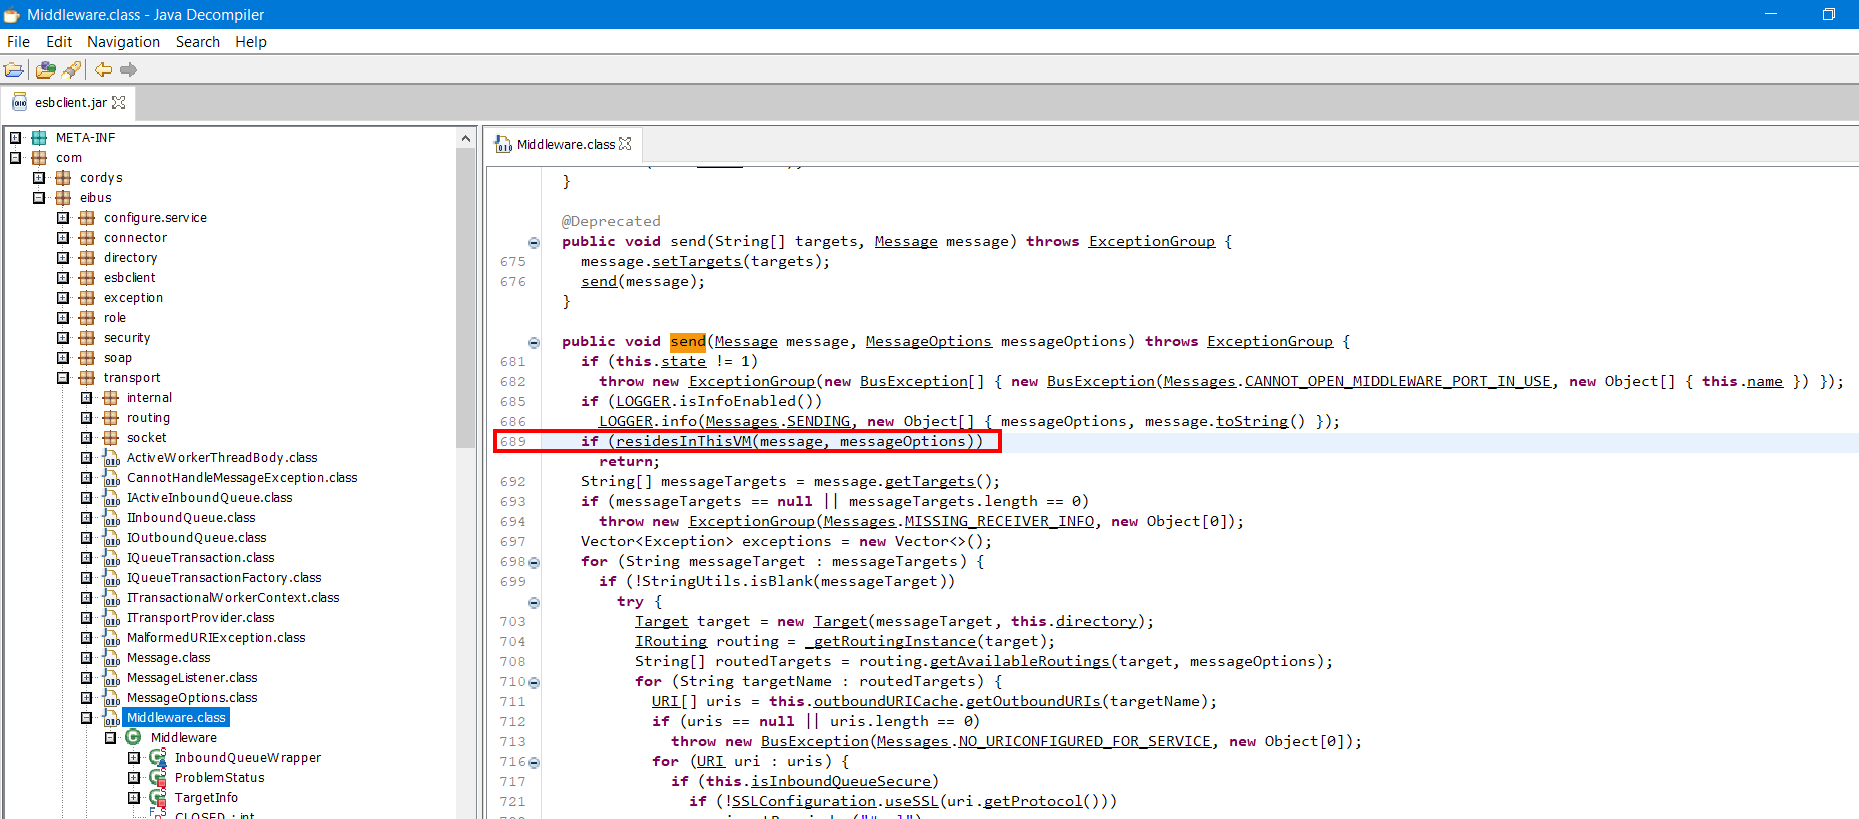 Middleware.class - Java Decompiler
File Edit Navigation Search Help
esbclient.jar
META-INF
com
cordys
eibus
configure.service
connector
directory
esbclient
exception
role
security
soap
transport
internal
routing
socket
ActiveWorkerThreadBody.class
CannotHandleMessageException.class
IActiveInboundQueue.class
IInboundQueue.class
IOutboundQueue.class
IQueueTransaction.class
IQueueTransactionFactory.class
ITransactionalWorkerContext.class
ITransportProvider.class
MalformedURIException.class
Message.class
MessageListener.class
MessageOptions.class
Middleware.class
Middleware
InboundQueueWrapper
ProblemStatus
TargetInfo
CLOSED : int
Middleware.class
}
@Deprecated
public void send(String[] targets, Message message) throws ExceptionGroup {
675 message.setTargets(targets);
676 send(message);
}
public void send(Message message, MessageOptions messageOptions) throws ExceptionGroup {
681 if (this.state != 1)
682 throw new ExceptionGroup(new BusException[] { new BusException(Messages.CANNOT_OPEN_MIDDLEWARE_PORT_IN_USE, new Object[] { this.name }) });
685 if (LOGGER.isInfoEnabled())
686 LOGGER.info(Messages.SENDING, new Object[] { messageOptions, message.toString() });
689 if (residesInThisVM(message, messageOptions))
return;
692 String[] messageTargets = message.getTargets();
693 if (messageTargets == null || messageTargets.length == 0)
694 throw new ExceptionGroup(Messages.MISSING_RECEIVER_INFO, new Object[0]);
697 Vector<Exception> exceptions = new Vector<>();
698 for (String messageTarget : messageTargets) {
699 if (!StringUtils.isBlank(messageTarget))
try {
703 Target target = new Target(messageTarget, this.directory);
704 IRouting routing = _getRoutingInstance(target);
708 String[] routedTargets = routing.getAvailableRoutings(target, messageOptions);
710 for (String targetName : routedTargets) {
711 URI[] uris = this.outboundURICache.getOutboundURIs(targetName);
712 if (uris == null || uris.length == 0)
713 throw new BusException(Messages.NO_URICONFIGURED_FOR_SERVICE, new Object[0]);
716 for (URI uri : uris) {
717 if (this.isInboundQueueSecure)
721 if (!SSLConfiguration.useSSL(uri.getProtocol()))